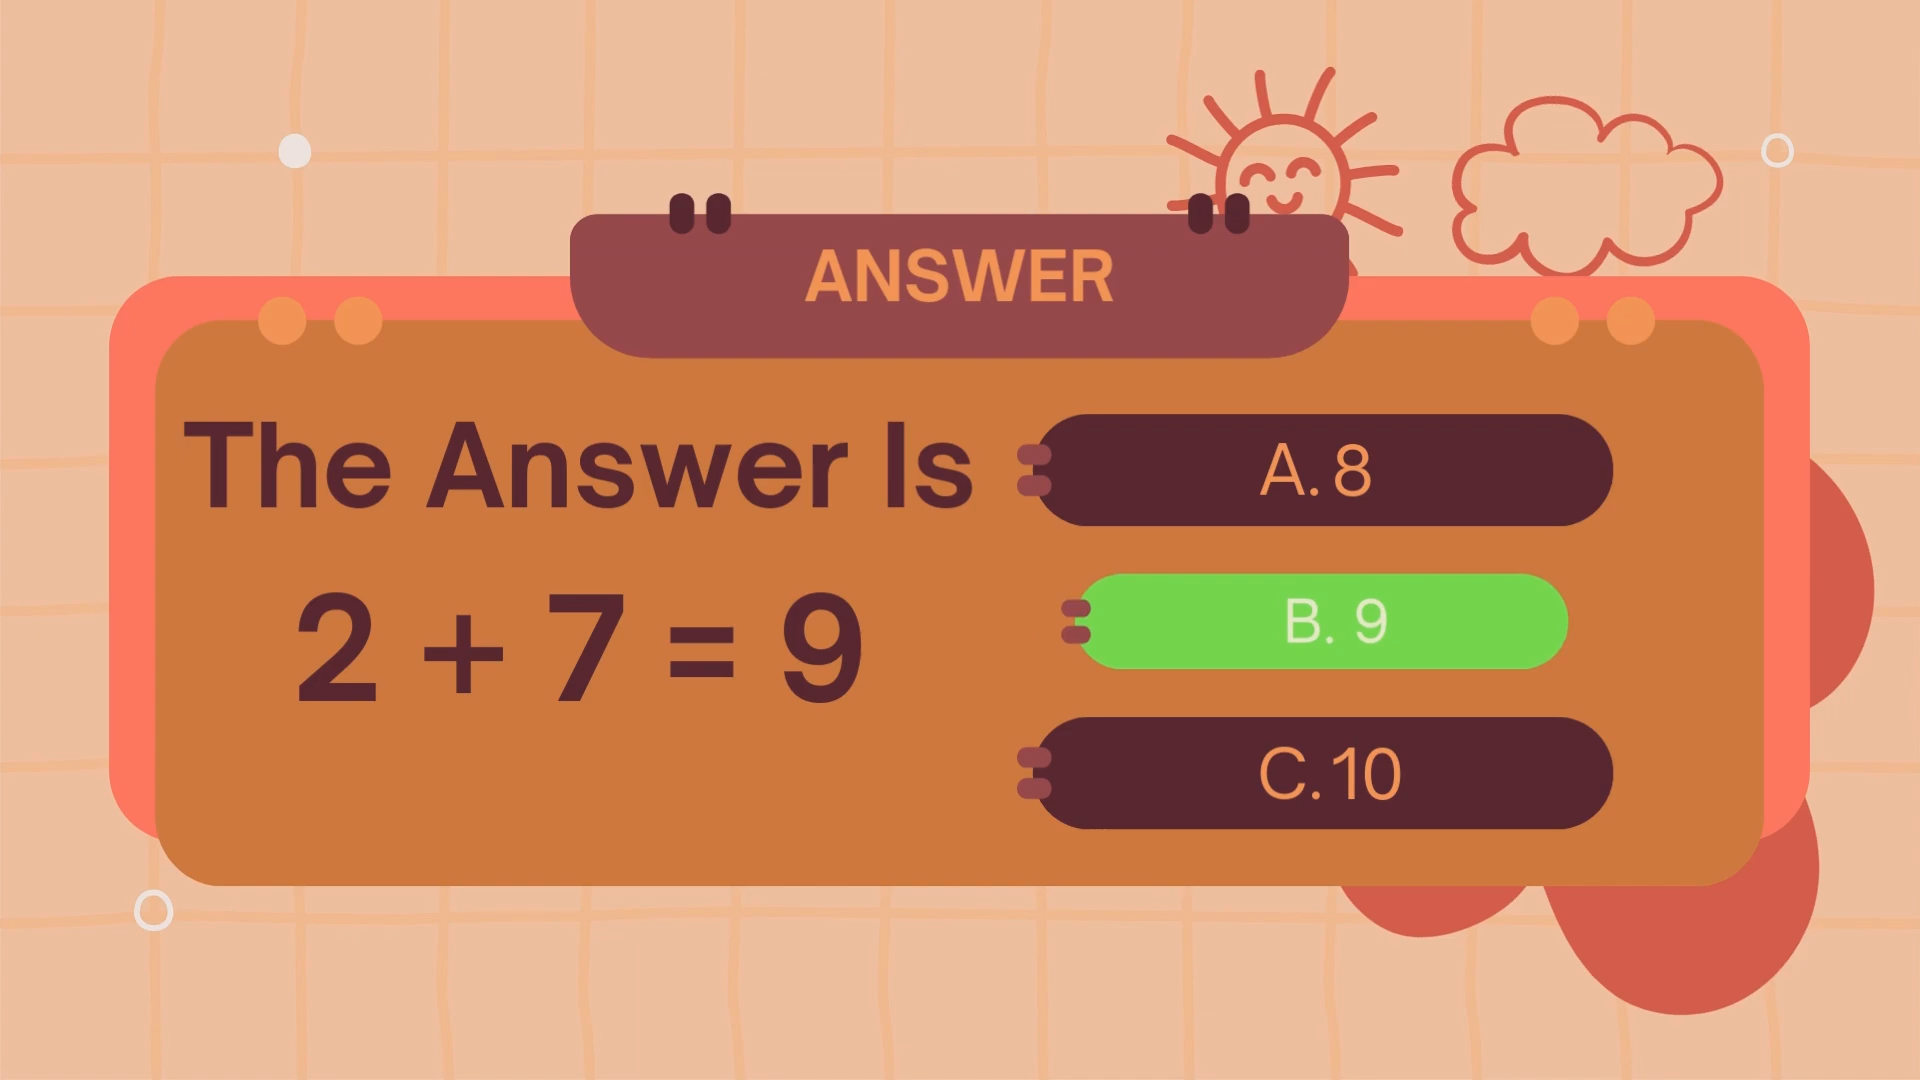 ANSWER
The Answer Is
2 + 7 = 9
A. 8
B. 9
C. 10